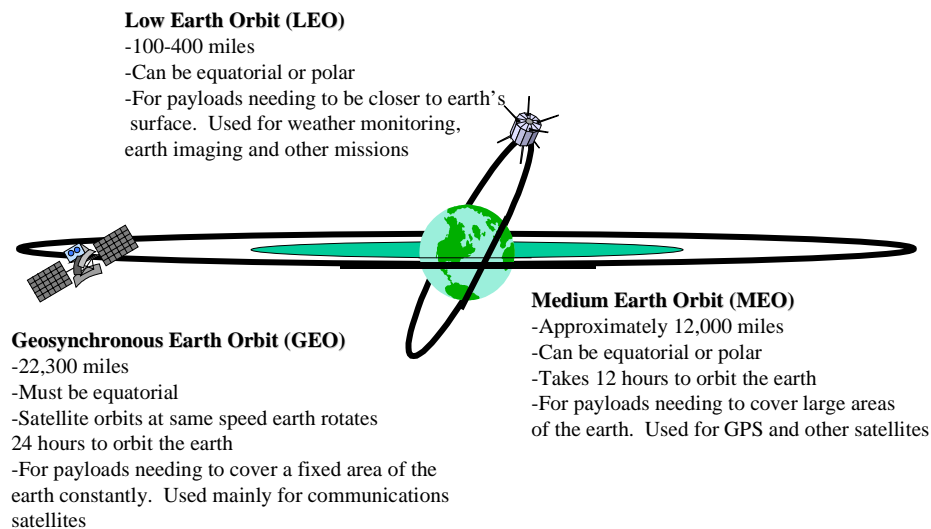 Low Earth Orbit (LEO)
-100-400 miles
-Can be equatorial or polar
-For payloads needing to be closer to earth's
surface.  Used for weather monitoring,
earth imaging and other missions
Medium Earth Orbit (MEO)
-Approximately 12,000 miles
-Can be equatorial or polar
-Takes 12 hours to orbit the earth
-For payloads needing to cover large areas
of the earth.  Used for GPS and other satellites
Geosynchronous Earth Orbit (GEO)
-22,300 miles
-Must be equatorial
-Satellite orbits at same speed earth rotates
24 hours to orbit the earth
-For payloads needing to cover a fixed area of the
earth constantly.  Used mainly for communications
satellites